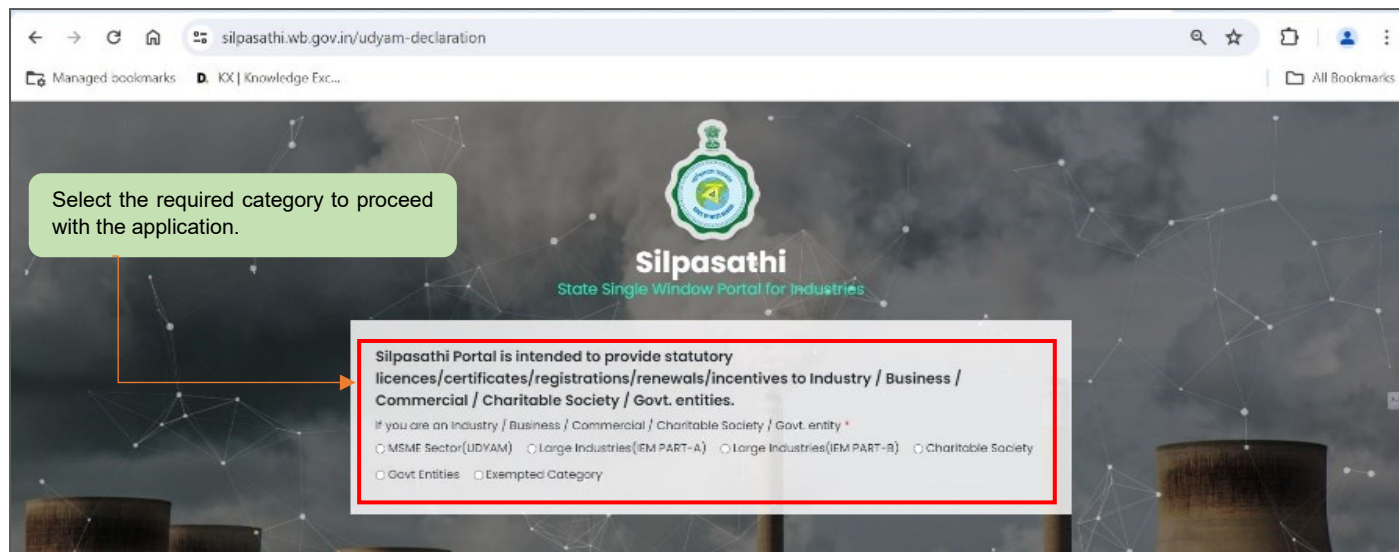 silpasathi.wb.gov.in/udyam-declaration
Managed bookmarks D. KX | Knowledge Exc... All Bookmarks
Select the required category to proceed
with the application.
Silpasathi
State Single Window Portal for Industries
Silpasathi Portal is intended to provide statutory
licences/certificates/registrations/renewals/incentives to Industry / Business /
Commercial / Charitable Society / Govt. entities.
If you are an Industry / Business / Commercial / Charitable Society / Govt. entity *
MSME Sector(UDYAM) Large Industries(IEM PART-A) Large Industries(IEM PART-B) Charitable Society
Govt Entities Exempted Category